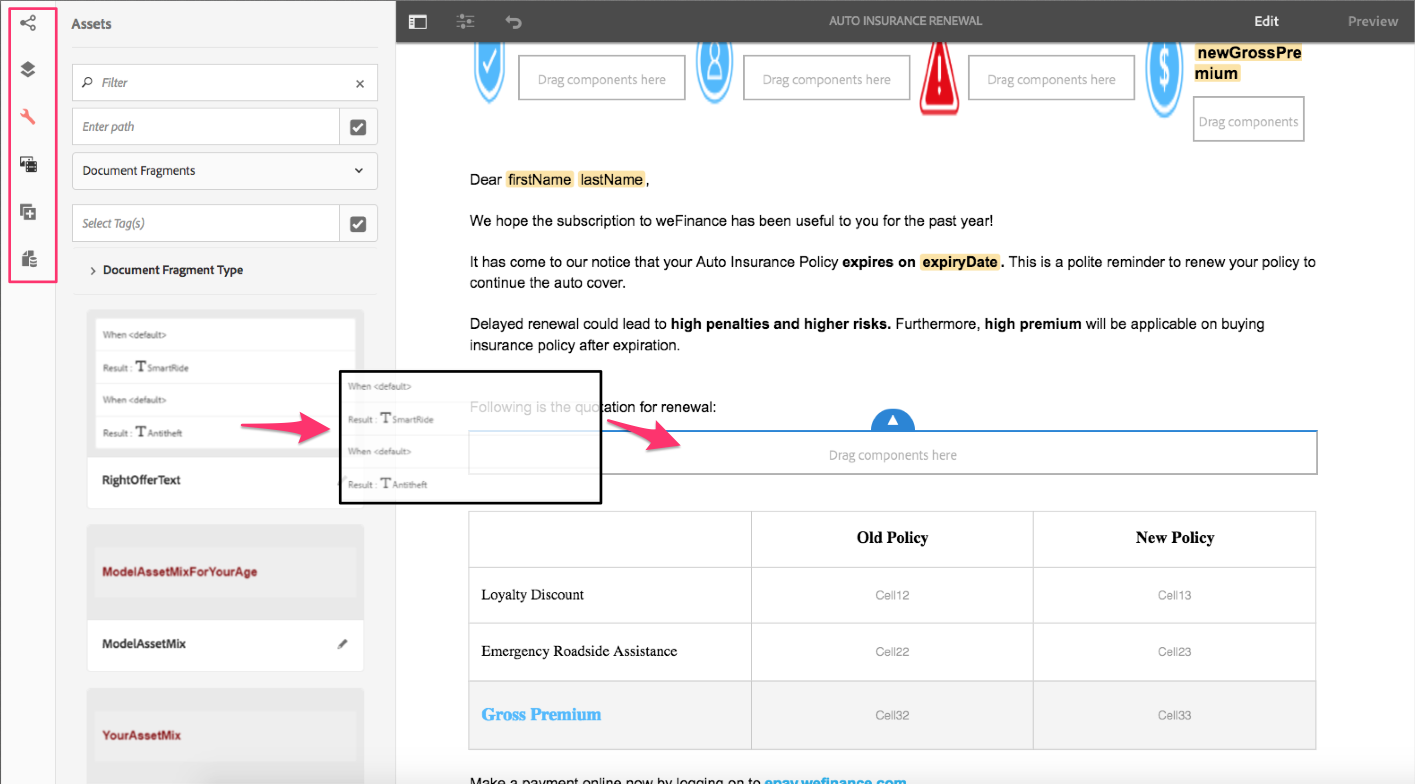 Assets
Filter
Enter path
Document Fragments
Select Tag(s)
Document Fragment Type
When <default>
Result : T SmartRide
When <default>
Result : T Antitheft
RightOfferText
ModelAssetMixForYourAge
ModelAssetMix
YourAssetMix
When <default>
Result : T SmartRide
When <default>
Result : T Antitheft
AUTO INSURANCE RENEWAL
Edit
Preview
Drag components here
Drag components here
Drag components here
newGrossPre
mium
Drag components
Dear firstName lastName,
We hope the subscription to weFinance has been useful to you for the past year!
It has come to our notice that your Auto Insurance Policy expires on expiryDate. This is a polite reminder to renew your policy to
continue the auto cover.
Delayed renewal could lead to high penalties and higher risks. Furthermore, high premium will be applicable on buying
insurance policy after expiration.
Following is the quotation for renewal:
Drag components here
Old Policy New Policy
Loyalty Discount Cell12 Cell13
Emergency Roadside Assistance Cell22 Cell23
Gross Premium Cell32 Cell33
Make a payment online now by logging on to epay.wefinance.com